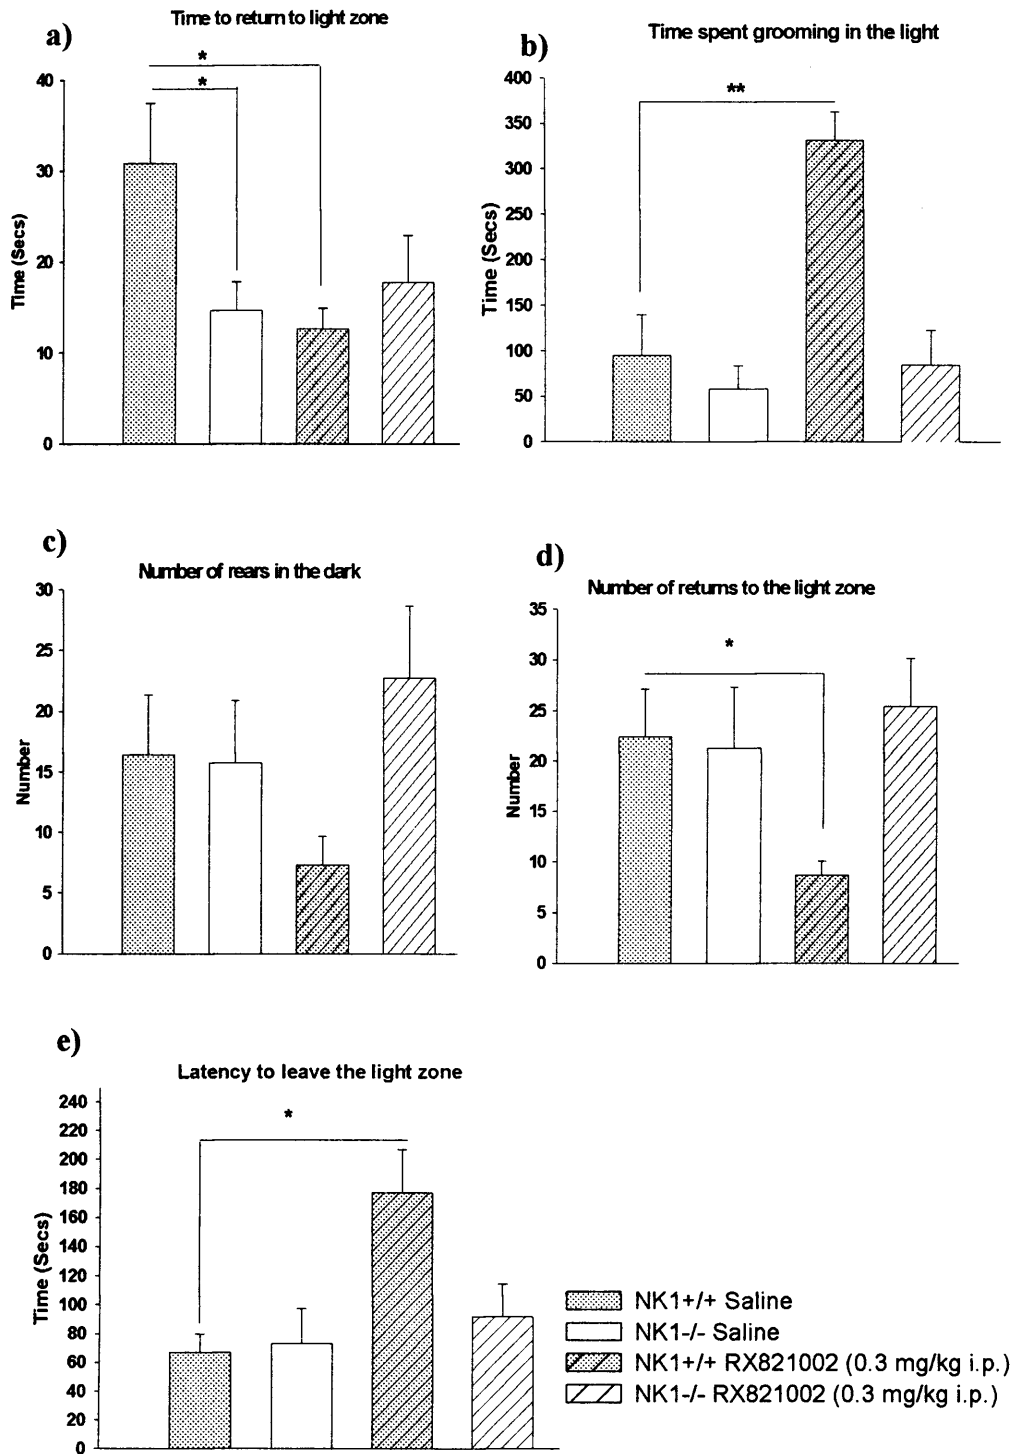 a)
Time to return to light zone
*
*
40
30
20
10
0
Time (Secs)
b)
Time spent grooming in the light
**
400
350
300
250
200
150
100
50
0
Time (Secs)
c)
Number of rears in the dark
30
25
20
15
10
5
0
Number
d)
Number of returns to the light zone
*
35
30
25
20
15
10
5
0
Number
e)
Latency to leave the light zone
*
240
220
200
180
160
140
120
100
80
60
40
20
0
Time (Secs)
NK1+/+ Saline
NK1-/- Saline
NK1+/+ RX821002 (0.3 mg/kg i.p.)
NK1-/- RX821002 (0.3 mg/kg i.p.)